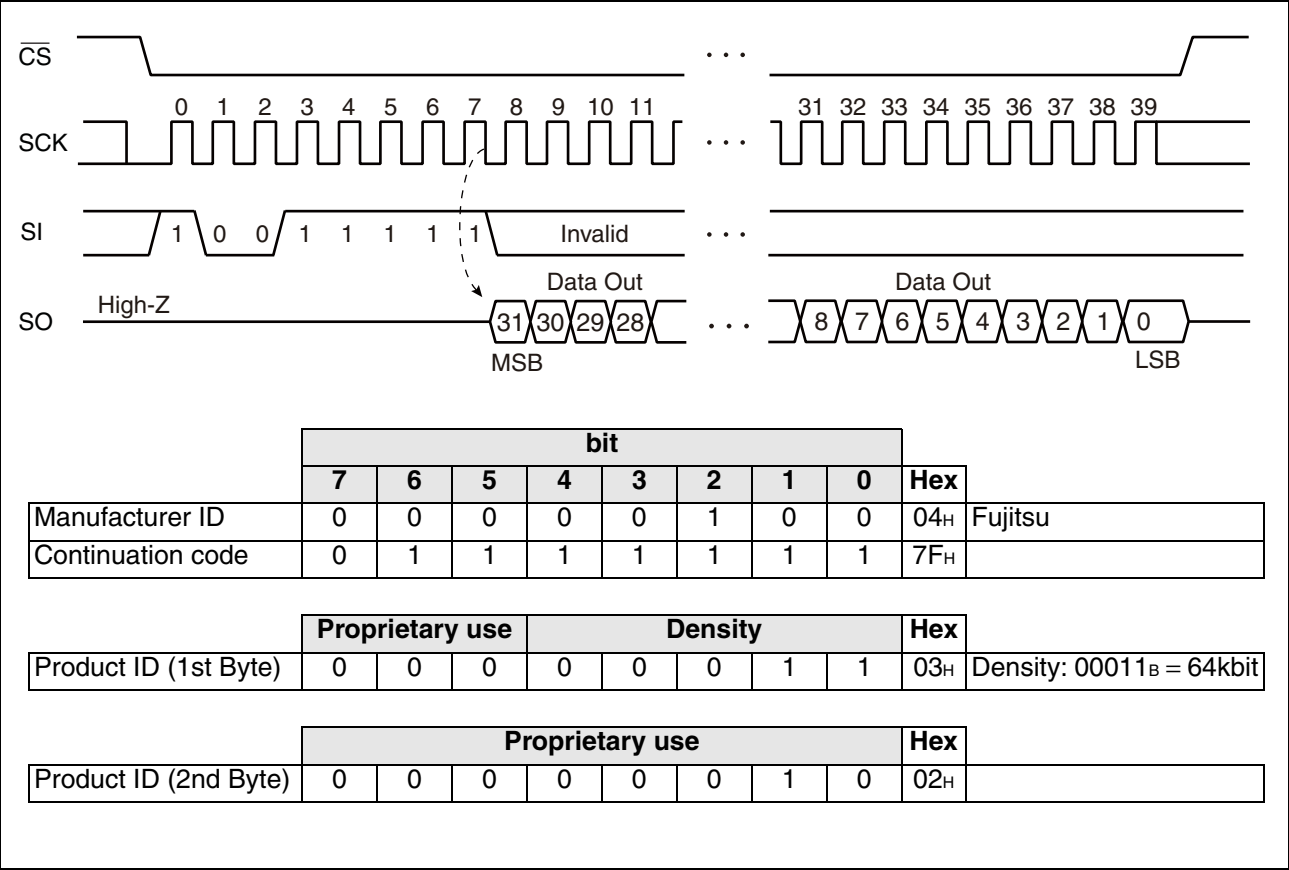 CS
0 1 2 3 4 5 6 7 8 9 10 11 31 32 33 34 35 36 37 38 39
SCK
SI 1 0 0 1 1 1 1 1 Invalid
Data Out Data Out
High-Z
SO 31 30 29 28 8 7 6 5 4 3 2 1 0
MSB LSB
bit
7 6 5 4 3 2 1 0 Hex
Manufacturer ID 0 0 0 0 0 1 0 0 04H Fujitsu
Continuation code 0 1 1 1 1 1 1 1 7FH
Proprietary use Density Hex
Product ID (1st Byte) 0 0 0 0 0 0 1 1 03H Density: 00011B = 64kbit
Proprietary use Hex
Product ID (2nd Byte) 0 0 0 0 0 0 1 0 02H